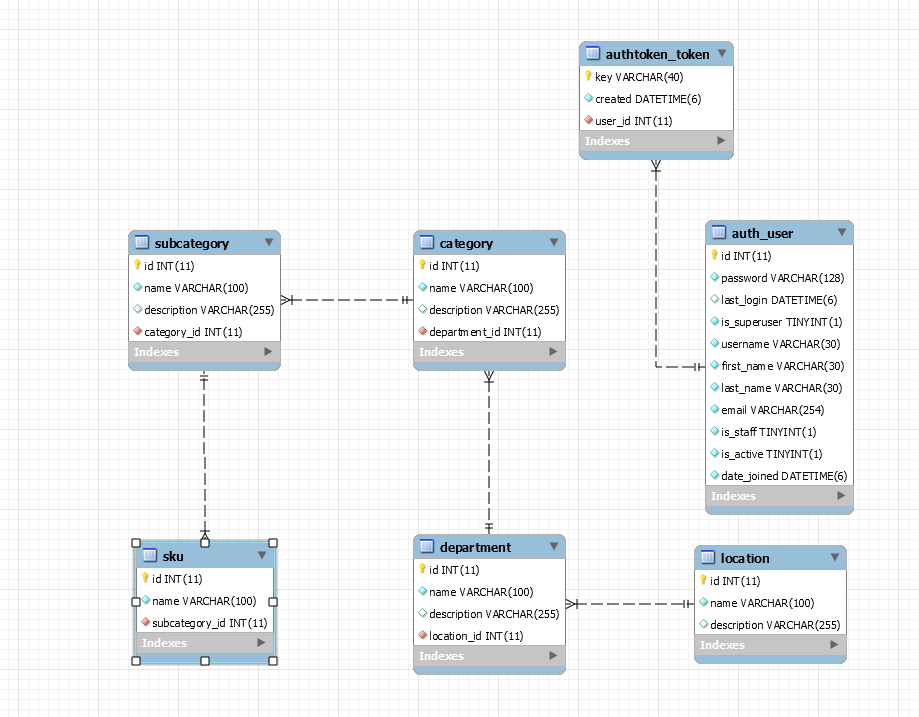 authtoken_token
key VARCHAR(40)
created DATETIME(6)
user_id INT(11)
Indexes
subcategory
id INT(11)
name VARCHAR(100)
description VARCHAR(255)
category_id INT(11)
Indexes
category
id INT(11)
name VARCHAR(100)
description VARCHAR(255)
department_id INT(11)
Indexes
auth_user
id INT(11)
password VARCHAR(128)
last_login DATETIME(6)
is_superuser TINYINT(1)
username VARCHAR(30)
first_name VARCHAR(30)
last_name VARCHAR(30)
email VARCHAR(254)
is_staff TINYINT(1)
is_active TINYINT(1)
date_joined DATETIME(6)
Indexes
sku
id INT(11)
name VARCHAR(100)
subcategory_id INT(11)
Indexes
department
id INT(11)
name VARCHAR(100)
description VARCHAR(255)
location_id INT(11)
Indexes
location
id INT(11)
name VARCHAR(100)
description VARCHAR(255)
Indexes